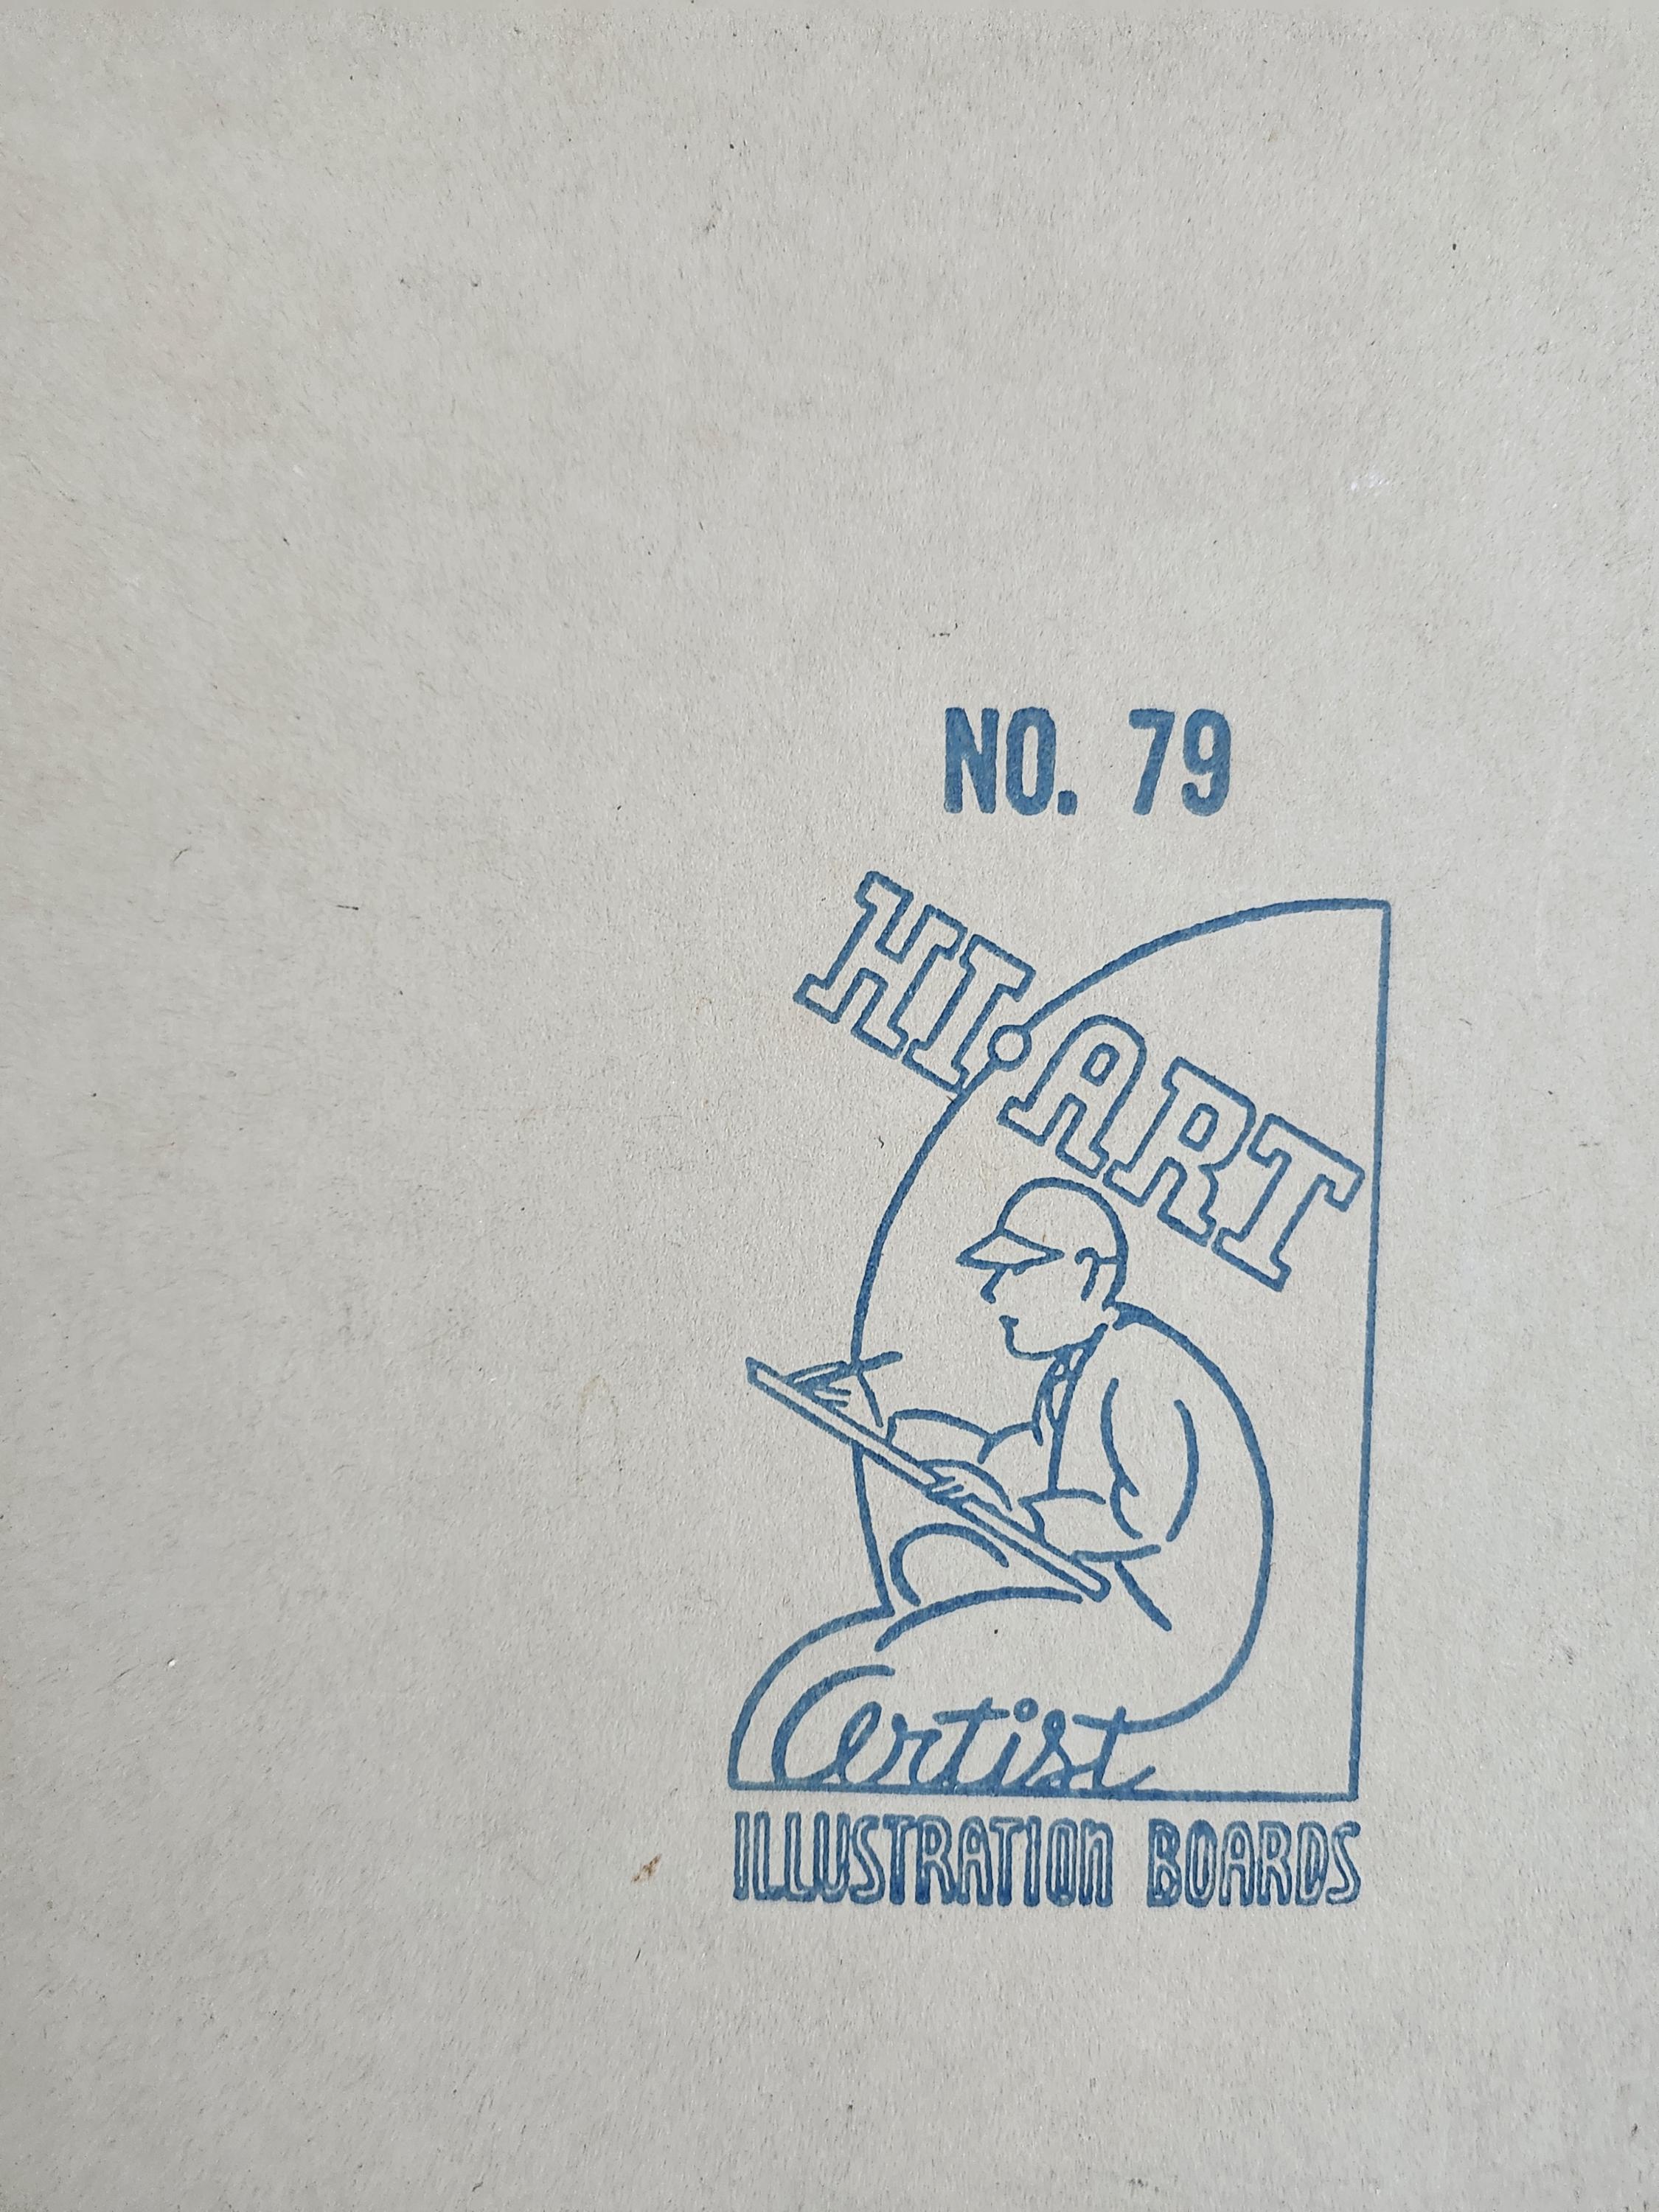 NO. 79
HI·ART
Artist
ILLUSTRATION BOARDS